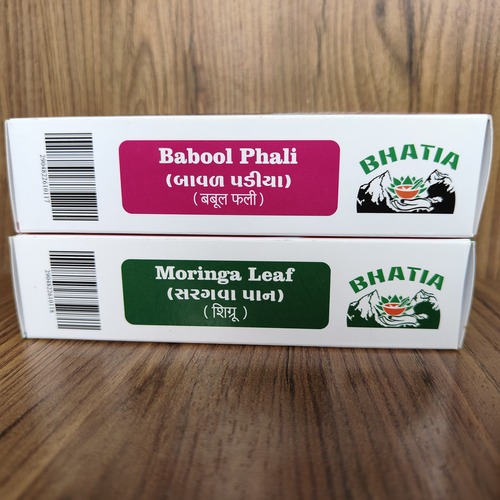 Babool Phali
(બાવળ પડીયા)
(बबूल फली)
BHATIA
Moringa Leaf
(સરગવા પાન)
(शिग्रू)
BHATIA